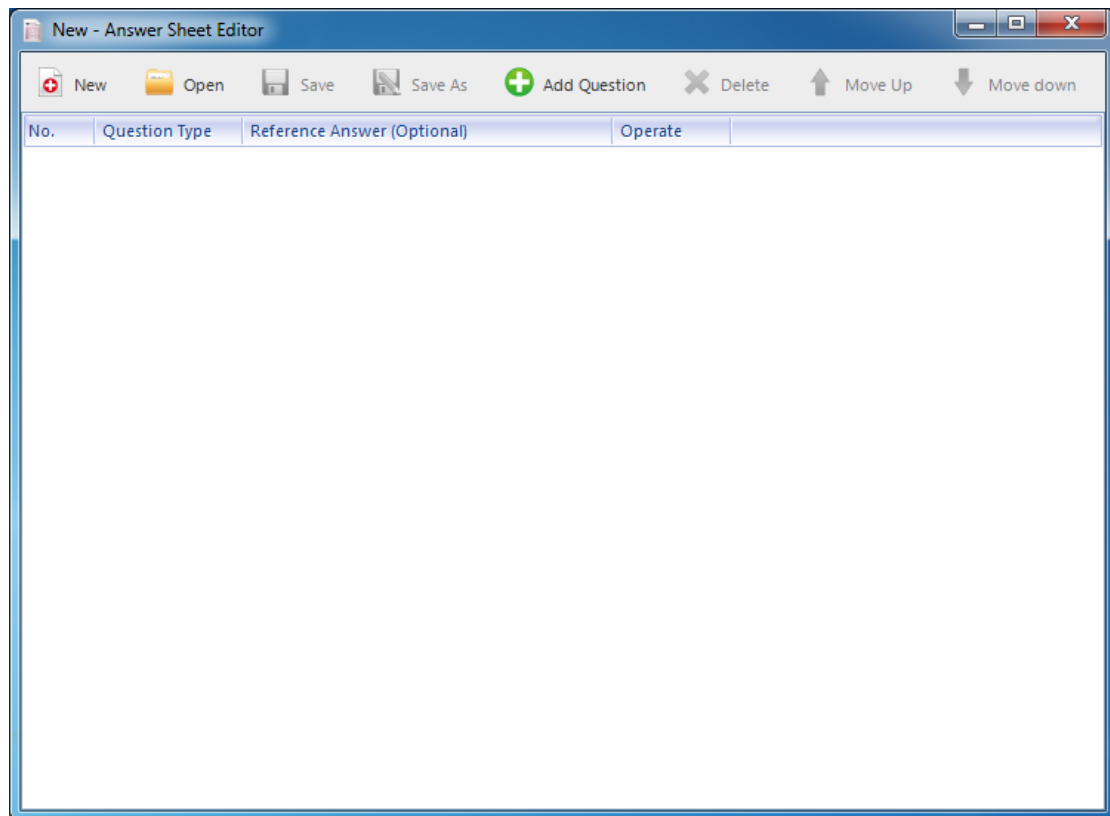 New - Answer Sheet Editor
New Open Save Save As Add Question Delete Move Up Move down
No. Question Type Reference Answer (Optional) Operate